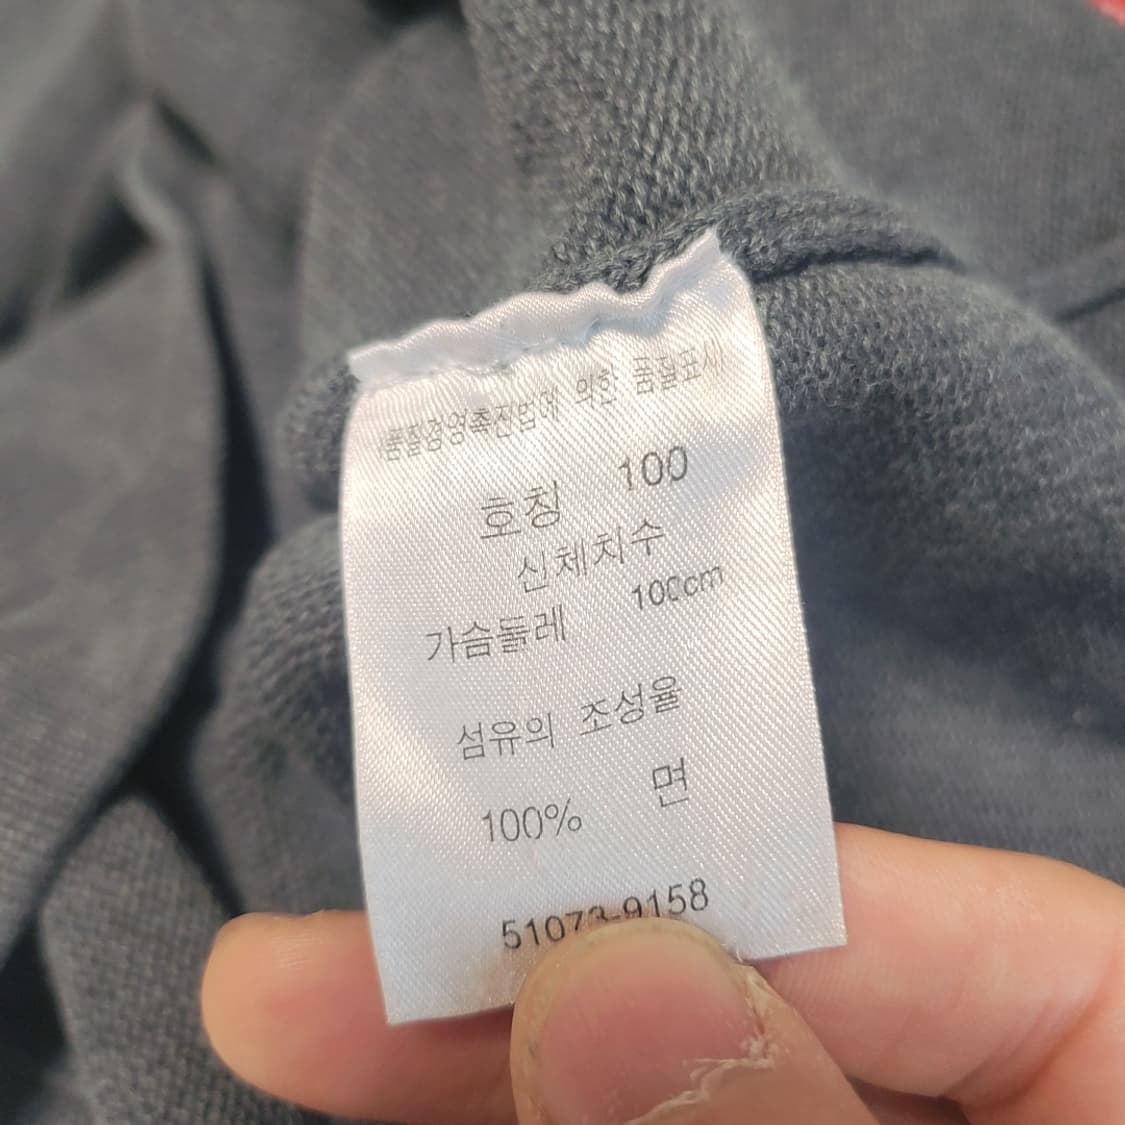 품질경영촉진법에 의한 품질표시
호칭 100
신체치수
가슴둘레 100cm
섬유의 조성율
100% 면
51073-9158